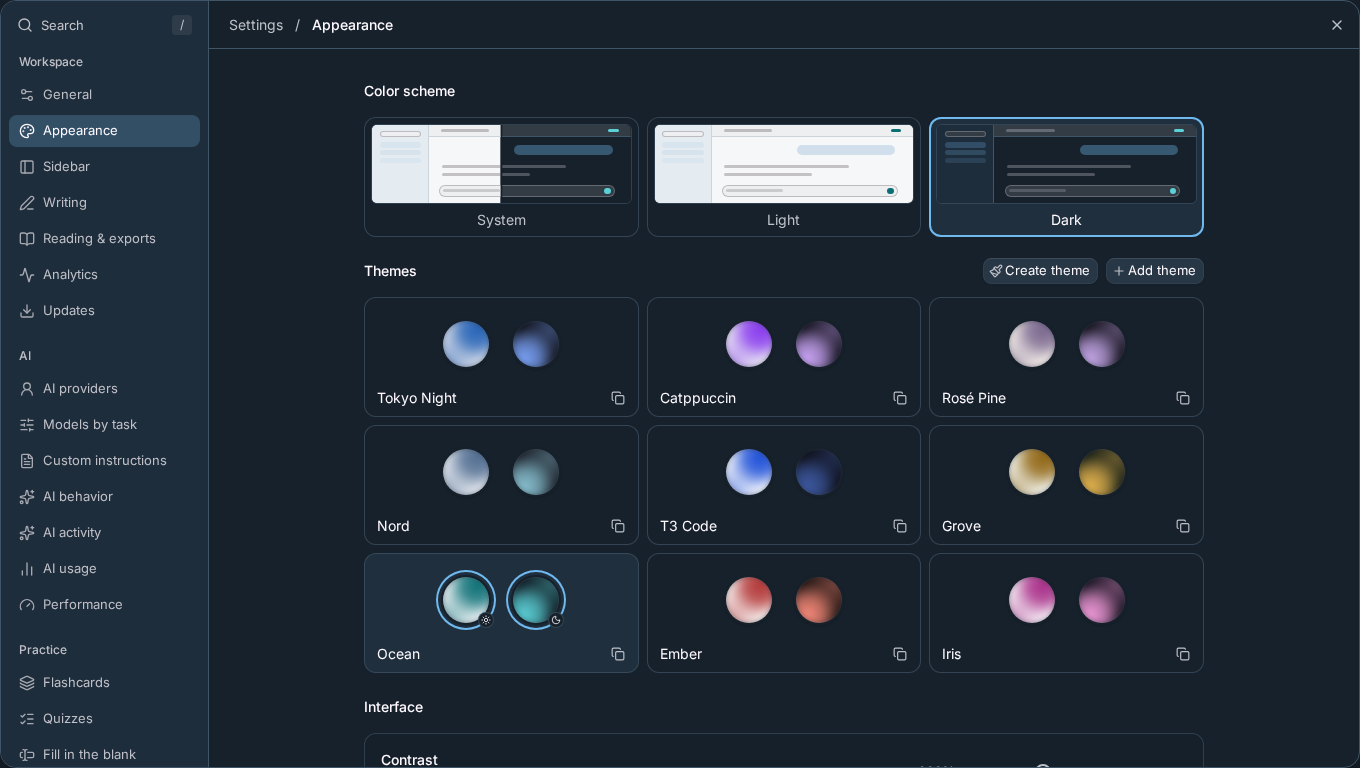 Search /
Workspace
General
Appearance
Sidebar
Writing
Reading & exports
Analytics
Updates
AI
AI providers
Models by task
Custom instructions
AI behavior
AI activity
AI usage
Performance
Practice
Flashcards
Quizzes
Fill in the blank
Settings / Appearance
Color scheme
System Light Dark
Themes Create theme Add theme
Tokyo Night Catppuccin Rosé Pine
Nord T3 Code Grove
Ocean Ember Iris
Interface
Contrast